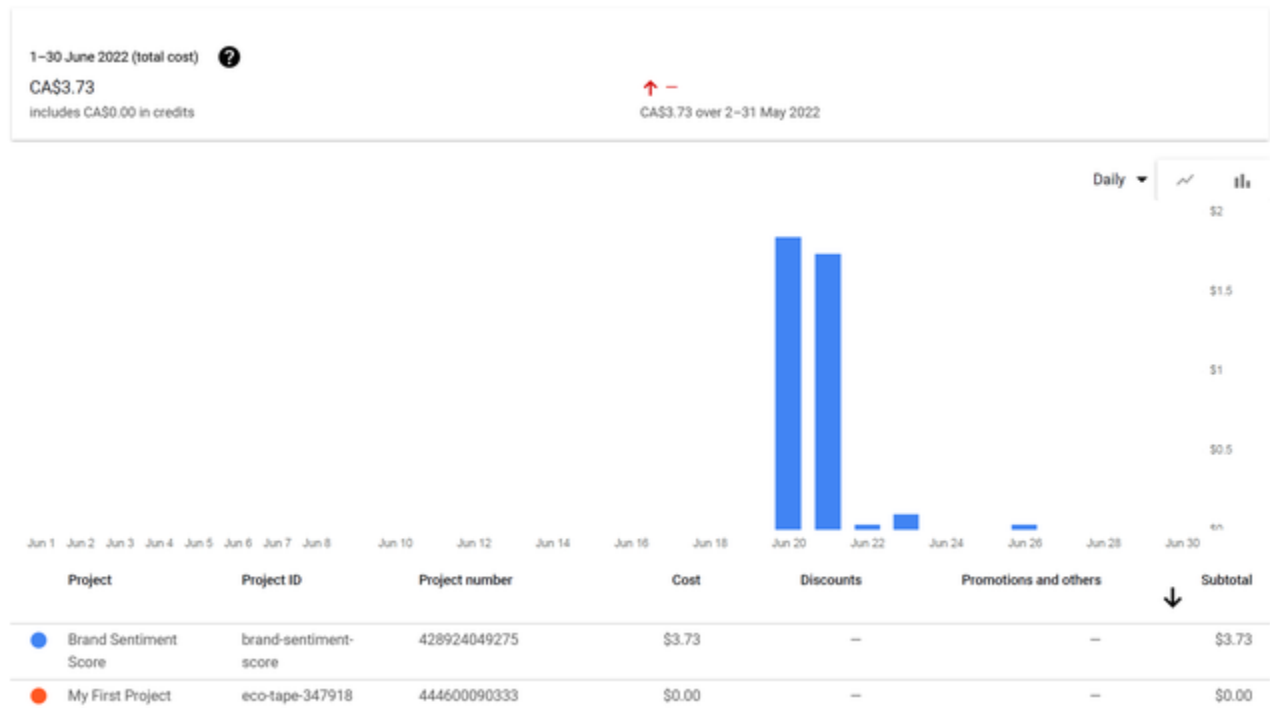 1–30 June 2022 (total cost) ?
CA$3.73
includes CA$0.00 in credits
CA$3.73 over 2–31 May 2022
Daily
$2
$1.5
$1
$0.5
$0
Jun 1 Jun 2 Jun 3 Jun 4 Jun 5 Jun 6 Jun 7 Jun 8 Jun 10 Jun 12 Jun 14 Jun 16 Jun 18 Jun 20 Jun 22 Jun 24 Jun 26 Jun 28 Jun 30
Project Project ID Project number Cost Discounts Promotions and others Subtotal
Brand Sentiment brand-sentiment- 428924049275 $3.73 — — $3.73
Score score
My First Project eco-tape-347918 444600090333 $0.00 — — $0.00